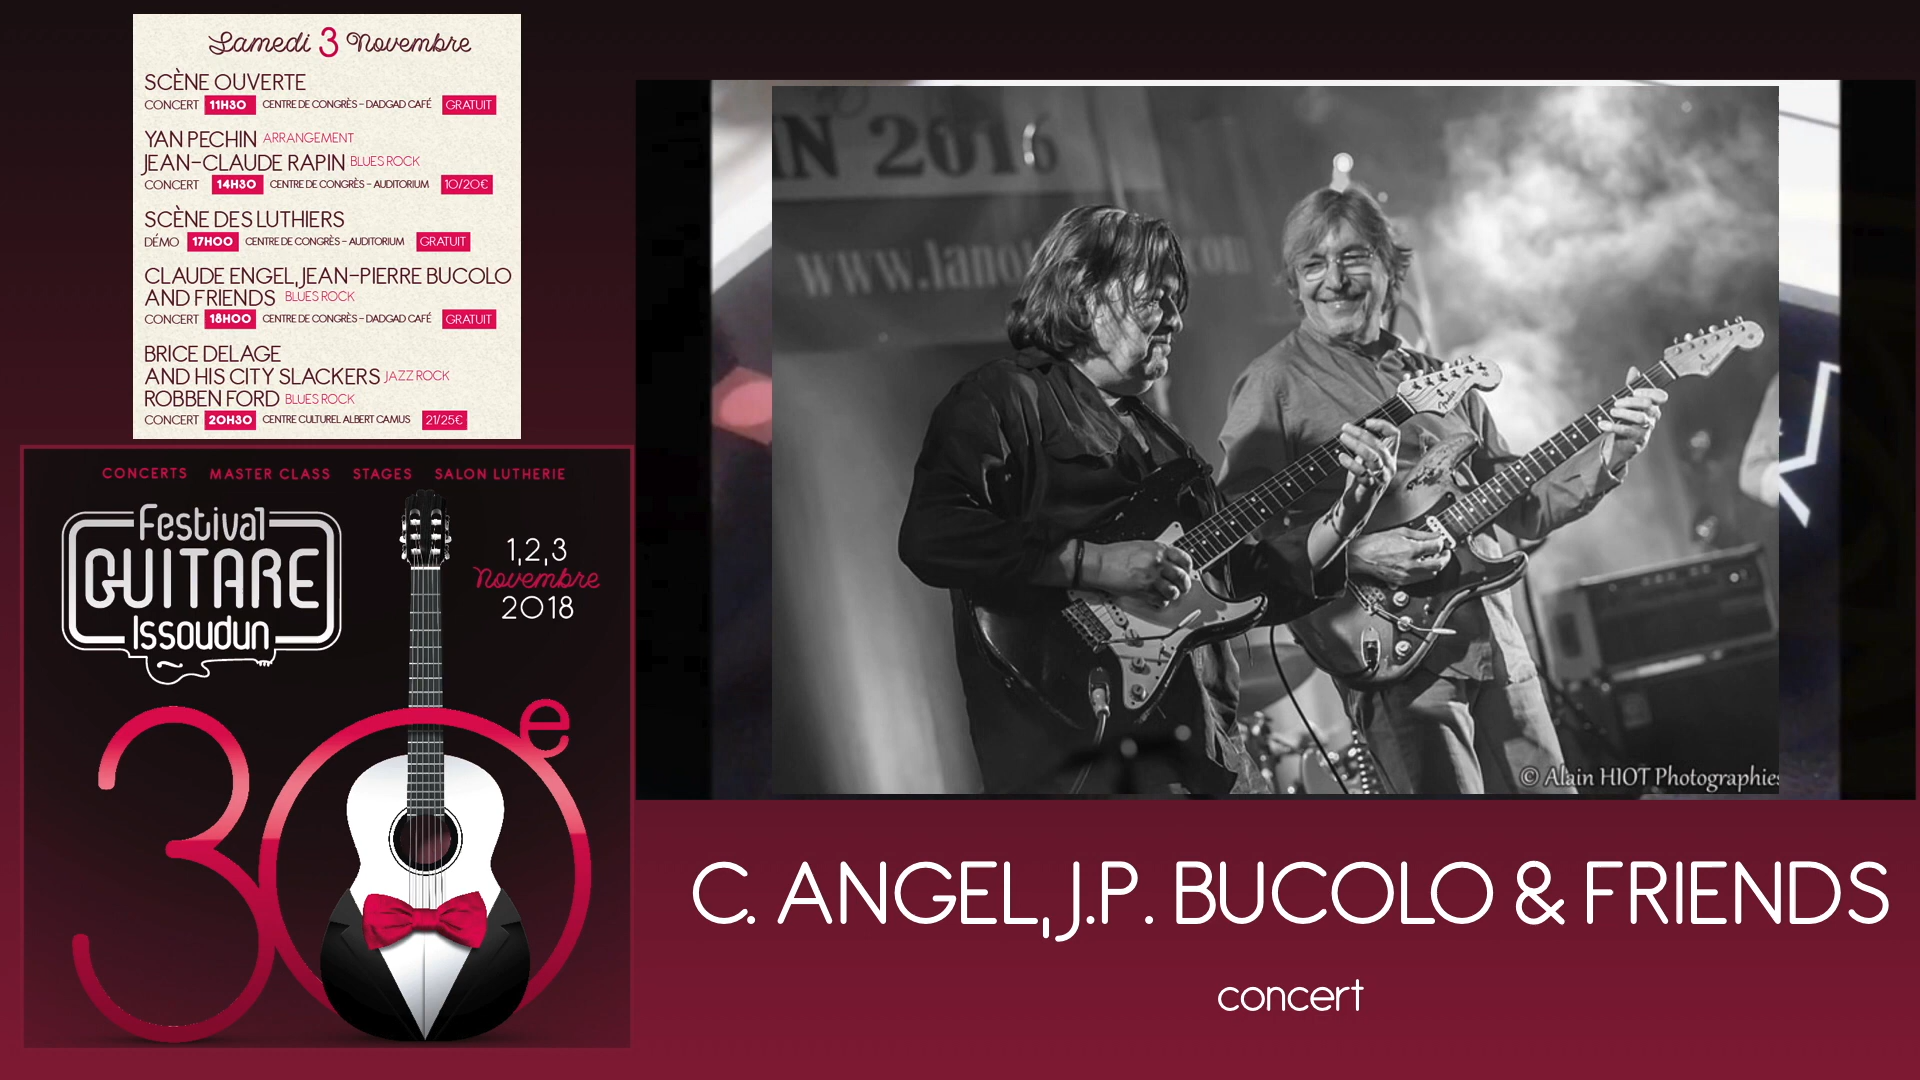 Samedi 3 Novembre
SCÈNE OUVERTE
CONCERT 11H30 CENTRE DE CONGRÈS - DADGAD CAFÉ GRATUIT
YAN PECHIN ARRANGEMENT
JEAN-CLAUDE RAPIN BLUES ROCK
CONCERT 14H30 CENTRE DE CONGRÈS - AUDITORIUM 10/20€
SCÈNE DES LUTHIERS
DÉMO 17H00 CENTRE DE CONGRÈS - AUDITORIUM GRATUIT
CLAUDE ENGEL, JEAN-PIERRE BUCOLO
AND FRIENDS BLUES ROCK
CONCERT 18H00 CENTRE DE CONGRÈS - DADGAD CAFÉ GRATUIT
BRICE DELAGE
AND HIS CITY SLACKERS JAZZ ROCK
ROBBEN FORD BLUES ROCK
CONCERT 20H30 CENTRE CULTUREL ALBERT CAMUS 21/25€
CONCERTS MASTER CLASS STAGES SALON LUTHERIE
Festival
GUITARE
Issoudun
1,2,3
Novembre
2018
30e
2016
Fender
Fender
© Alain HIOT Photographies
C. ANGEL, J.P. BUCOLO & FRIENDS
concert